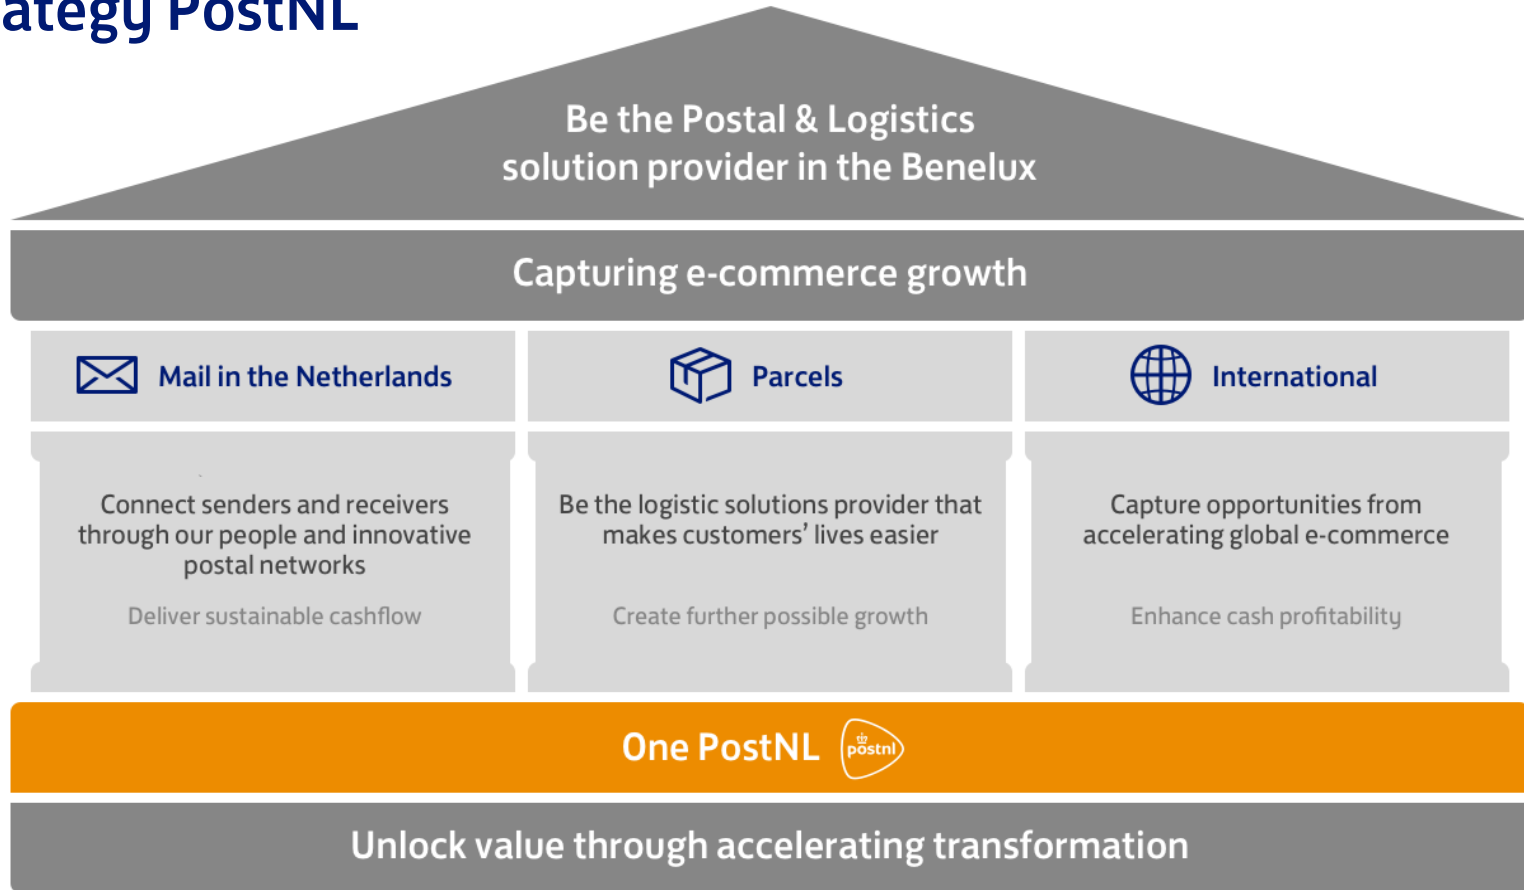 ategy PostNL
Be the Postal & Logistics
solution provider in the Benelux
Capturing e-commerce growth
Mail in the Netherlands
Parcels
International
Connect senders and receivers
through our people and innovative
postal networks
Deliver sustainable cashflow
Be the logistic solutions provider that
makes customers’ lives easier
Create further possible growth
Capture opportunities from
accelerating global e-commerce
Enhance cash profitability
One PostNL
postnl
Unlock value through accelerating transformation